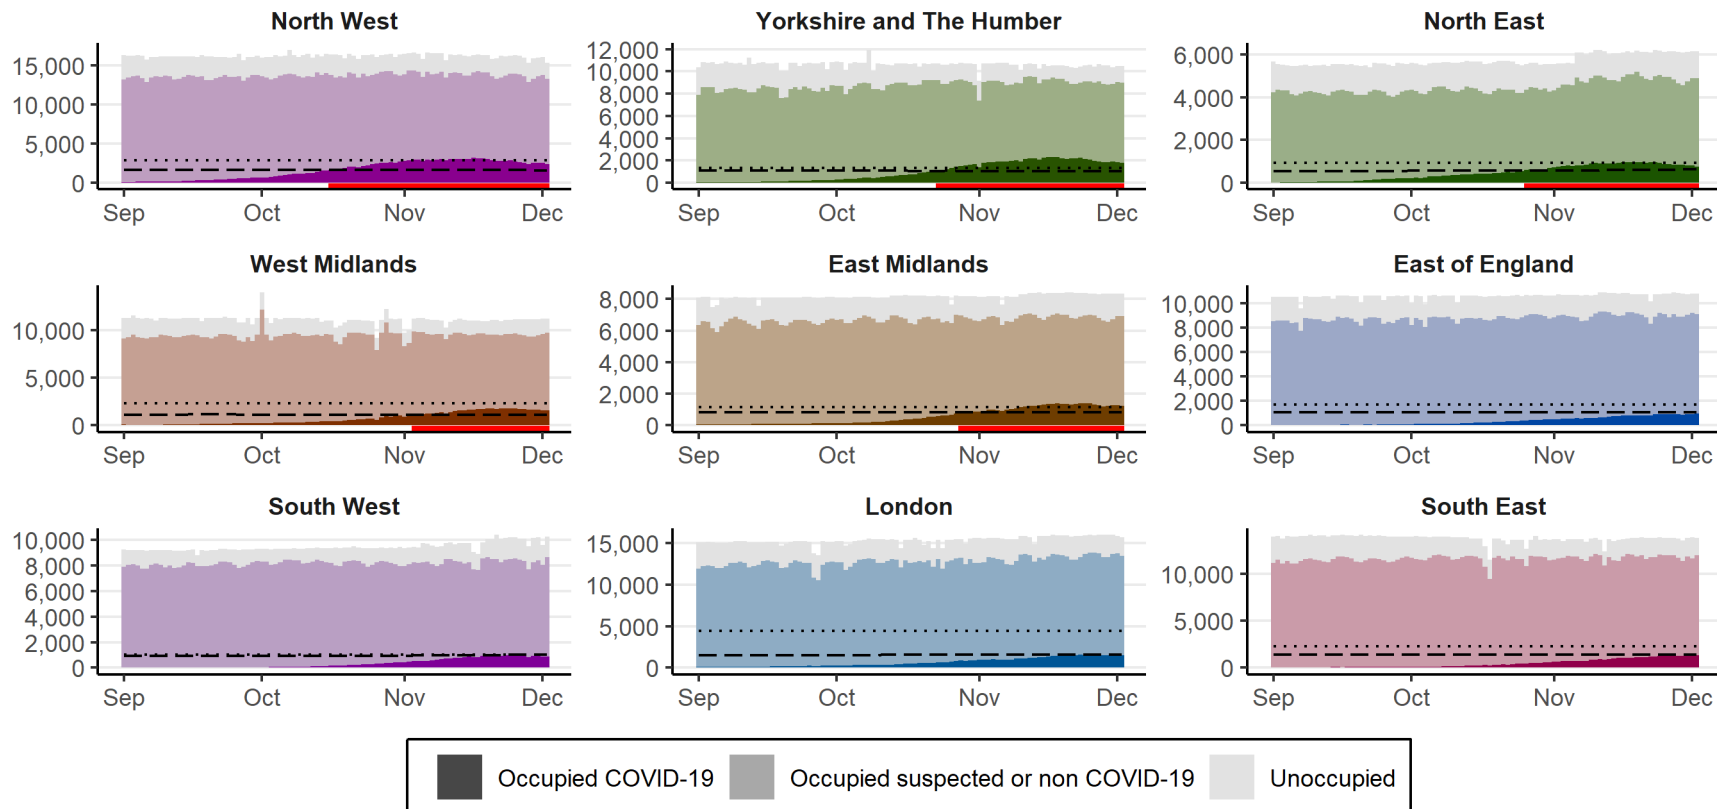 North West
Yorkshire and The Humber
North East
15,000
10,000
5,000
0
Sep Oct Nov Dec
12,000
10,000
8,000
6,000
4,000
2,000
0
Sep Oct Nov Dec
6,000
4,000
2,000
0
Sep Oct Nov Dec
West Midlands
East Midlands
East of England
10,000
5,000
0
Sep Oct Nov Dec
8,000
6,000
4,000
2,000
0
Sep Oct Nov Dec
10,000
8,000
6,000
4,000
2,000
0
Sep Oct Nov Dec
South West
London
South East
10,000
8,000
6,000
4,000
2,000
0
Sep Oct Nov Dec
15,000
10,000
5,000
0
Sep Oct Nov Dec
10,000
5,000
0
Sep Oct Nov Dec
Occupied COVID-19 Occupied suspected or non COVID-19 Unoccupied